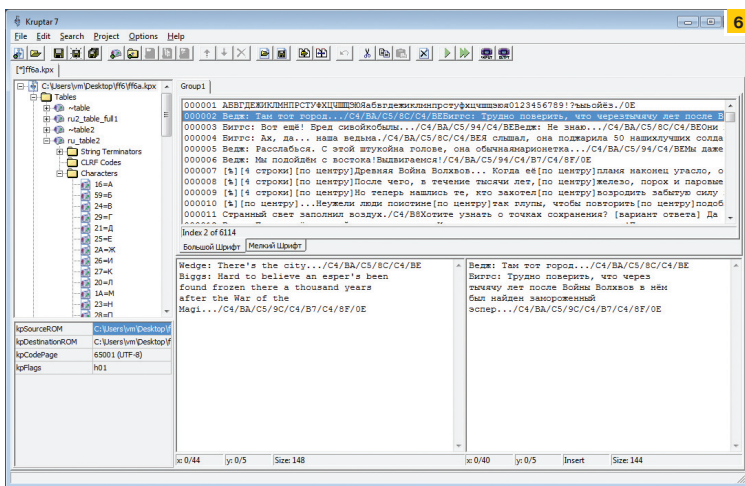 Kruptar 7
6
File Edit Search Project Options Help
[*]ff6a.kpx
C:\Users\vm\Desktop\ff6\ff6a.kpx
Tables
~table
ru2_table_full1
~table2
ru_table2
String Terminators
CLRF Codes
Characters
16=А
59=б
24=В
29=Г
21=Д
25=Е
2A=Ж
26=И
27=К
20=Л
1A=М
23=Н
28=П
kpSourceROM C:\Users\vm\Desktop\f
kpDestinationROM C:\Users\vm\Desktop\f
kpCodePage 65001 (UTF-8)
kpFlags h01
Group1
000001 АБВГДЕЖИКЛМНПРСТУФХЦЧШЩЭЮЯабвгдежиклмнпрстуфхцчшщэюя0123456789!?ыьойёз./0E
000002 Ведж: Там тот город.../C4/BA/C5/8C/C4/BEБиггс: Трудно поверить, что черезтычячу лет после В
000003 Биггс: Вот ещё! Бред сивойкобылы.../C4/BA/C5/94/C4/BEВедж: Не знаю.../C4/BA/C5/8C/C4/BEОни
000004 Биггс: Ах, да... наша ведьма./C4/BA/C5/8C/C4/BEЯ слышал, она поджарила 50 нашихлучших солда
000005 Ведж: Расслабься. С этой штукойна голове, она обычнаямарионетка.../C4/BA/C5/94/C4/BEМы даже
000006 Ведж: Мы подойдём с востока!Выдвигаемся!/C4/BA/C5/94/C4/B7/C4/8F/0E
000007 [%][4 строки][по центру]Древняя Война Волхвов... Когда её[по центру]пламя наконец угасло, о
000008 [%][4 строки][по центру]После чего, в течение тысячи лет,[по центру]железо, порох и паровые
000009 [%][4 строки][по центру]Но теперь нашлись те, кто захотел[по центру]возродить забытую силу
000010 [%][по центру]...Неужели люди поистине[по центру]так глупы, чтобы повторить[по центру]подоб
000011 Странный свет заполнил воздух./C4/B8Хотите узнать о точках сохранения? [вариант ответа] Да
Index 2 of 6114
Большой Шрифт Мелкий Шрифт
Wedge: There's the city.../C4/BA/C5/8C/C4/BE
Biggs: Hard to believe an esper's been
found frozen there a thousand years
after the War of the
Magi.../C4/BA/C5/9C/C4/B7/C4/8F/0E
Ведж: Там тот город.../C4/BA/C5/8C/C4/BE
Биггс: Трудно поверить, что через
тычячу лет после Войны Волхвов в нём
был найден замороженный
эспер.../C4/BA/C5/9C/C4/B7/C4/8F/0E
x: 0/44 y: 0/5 Size: 148
x: 0/40 y: 0/5 Insert Size: 144